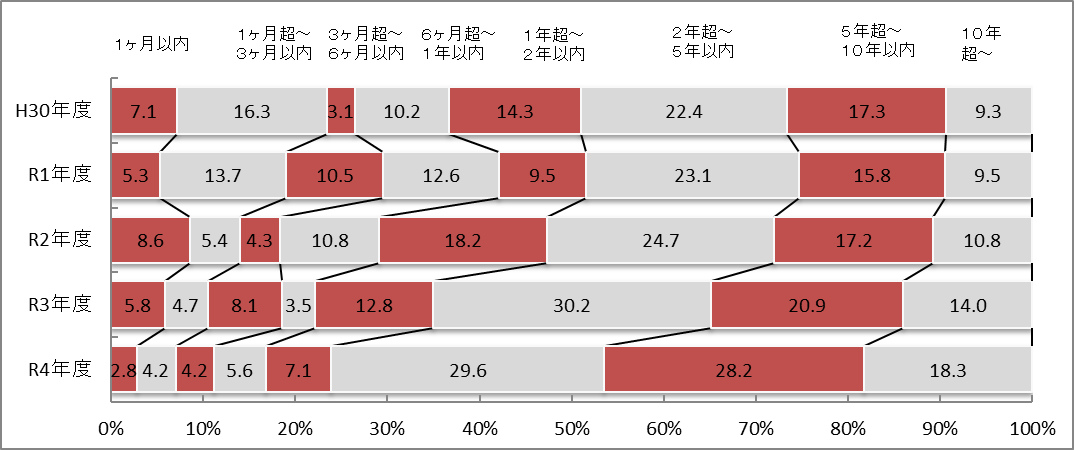 1ヶ月以内
1ヶ月超～
3ヶ月以内
3ヶ月超～
6ヶ月以内
6ヶ月超～
1年以内
1年超～
2年以内
2年超～
5年以内
5年超～
10年以内
10年
超～
H30年度 7.1 16.3 3.1 10.2 14.3 22.4 17.3 9.3
R1年度 5.3 13.7 10.5 12.6 9.5 23.1 15.8 9.5
R2年度 8.6 5.4 4.3 10.8 18.2 24.7 17.2 10.8
R3年度 5.8 4.7 8.1 3.5 12.8 30.2 20.9 14.0
R4年度 2.8 4.2 4.2 5.6 7.1 29.6 28.2 18.3
0% 10% 20% 30% 40% 50% 60% 70% 80% 90% 100%